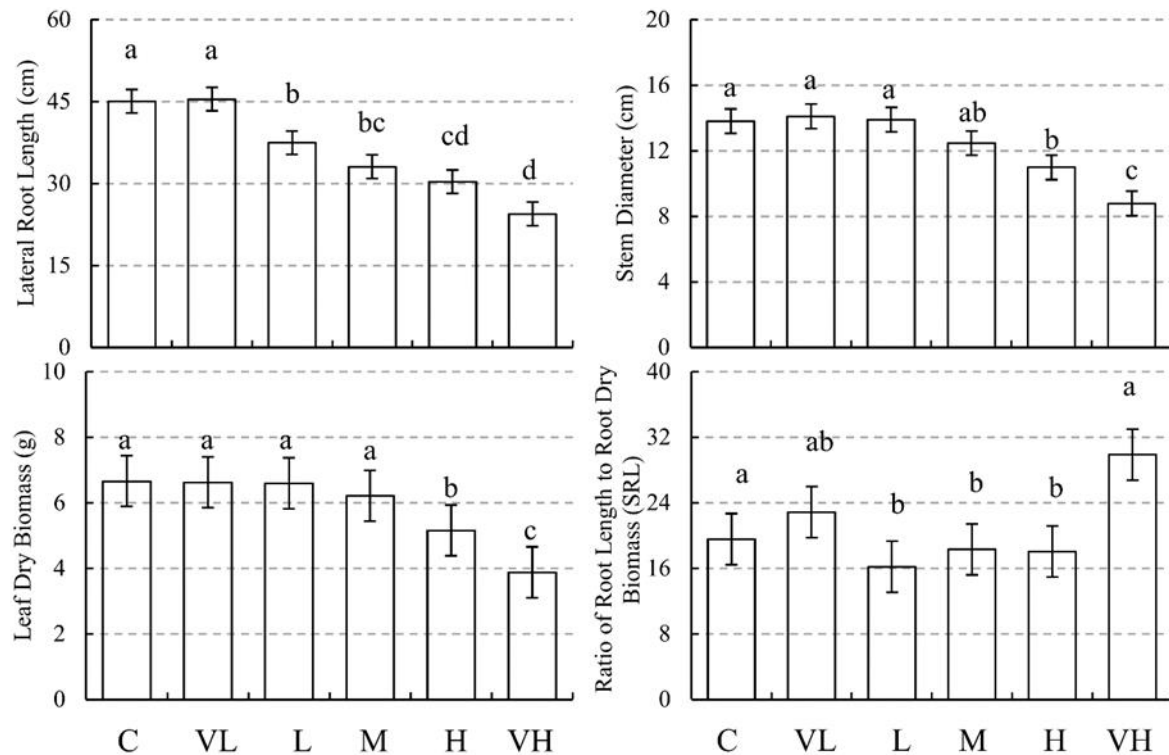 Lateral Root Length (cm)
60
45
30
15
0
a
a
b
bc
cd
d
Stem Diameter (cm)
20
16
12
8
4
0
a
a
a
ab
b
c
Leaf Dry Biomass (g)
10
8
6
4
2
0
a
a
a
a
b
c
C
VL
L
M
H
VH
Ratio of Root Length to Root Dry
Biomass (SRL)
40
32
24
16
8
0
a
ab
b
b
b
a
C
VL
L
M
H
VH